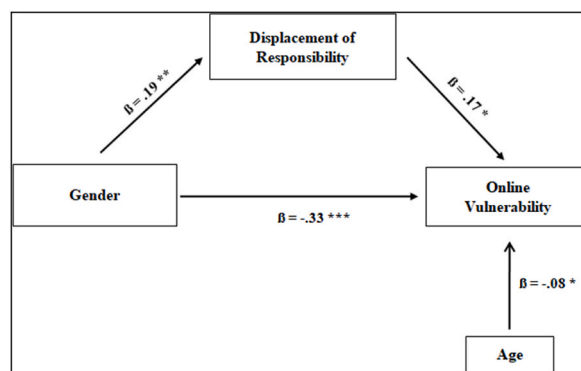 Displacement of
Responsibility
ß = .19 **
ß = .17 *
Gender
Online
Vulnerability
ß = -.33 ***
ß = -.08 *
Age